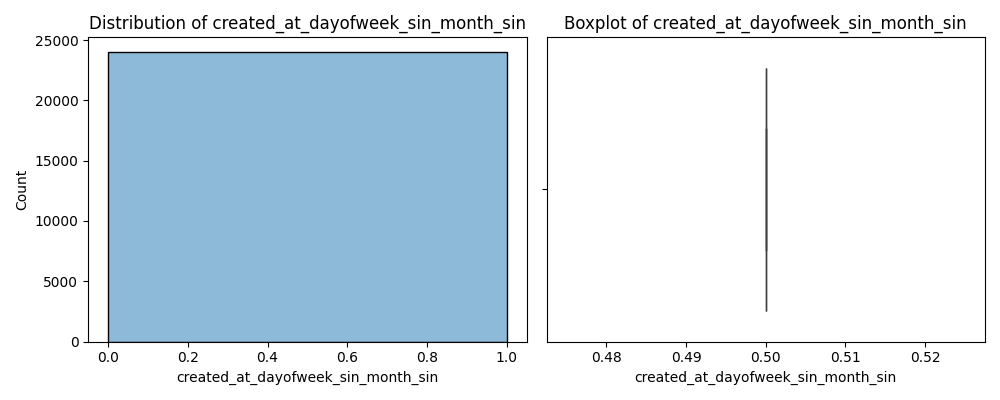 Distribution of created_at_dayofweek_sin_month_sin
25000
20000
15000
10000
5000
0
Count
0.0 0.2 0.4 0.6 0.8 1.0
created_at_dayofweek_sin_month_sin
Boxplot of created_at_dayofweek_sin_month_sin
0.48 0.49 0.50 0.51 0.52
created_at_dayofweek_sin_month_sin